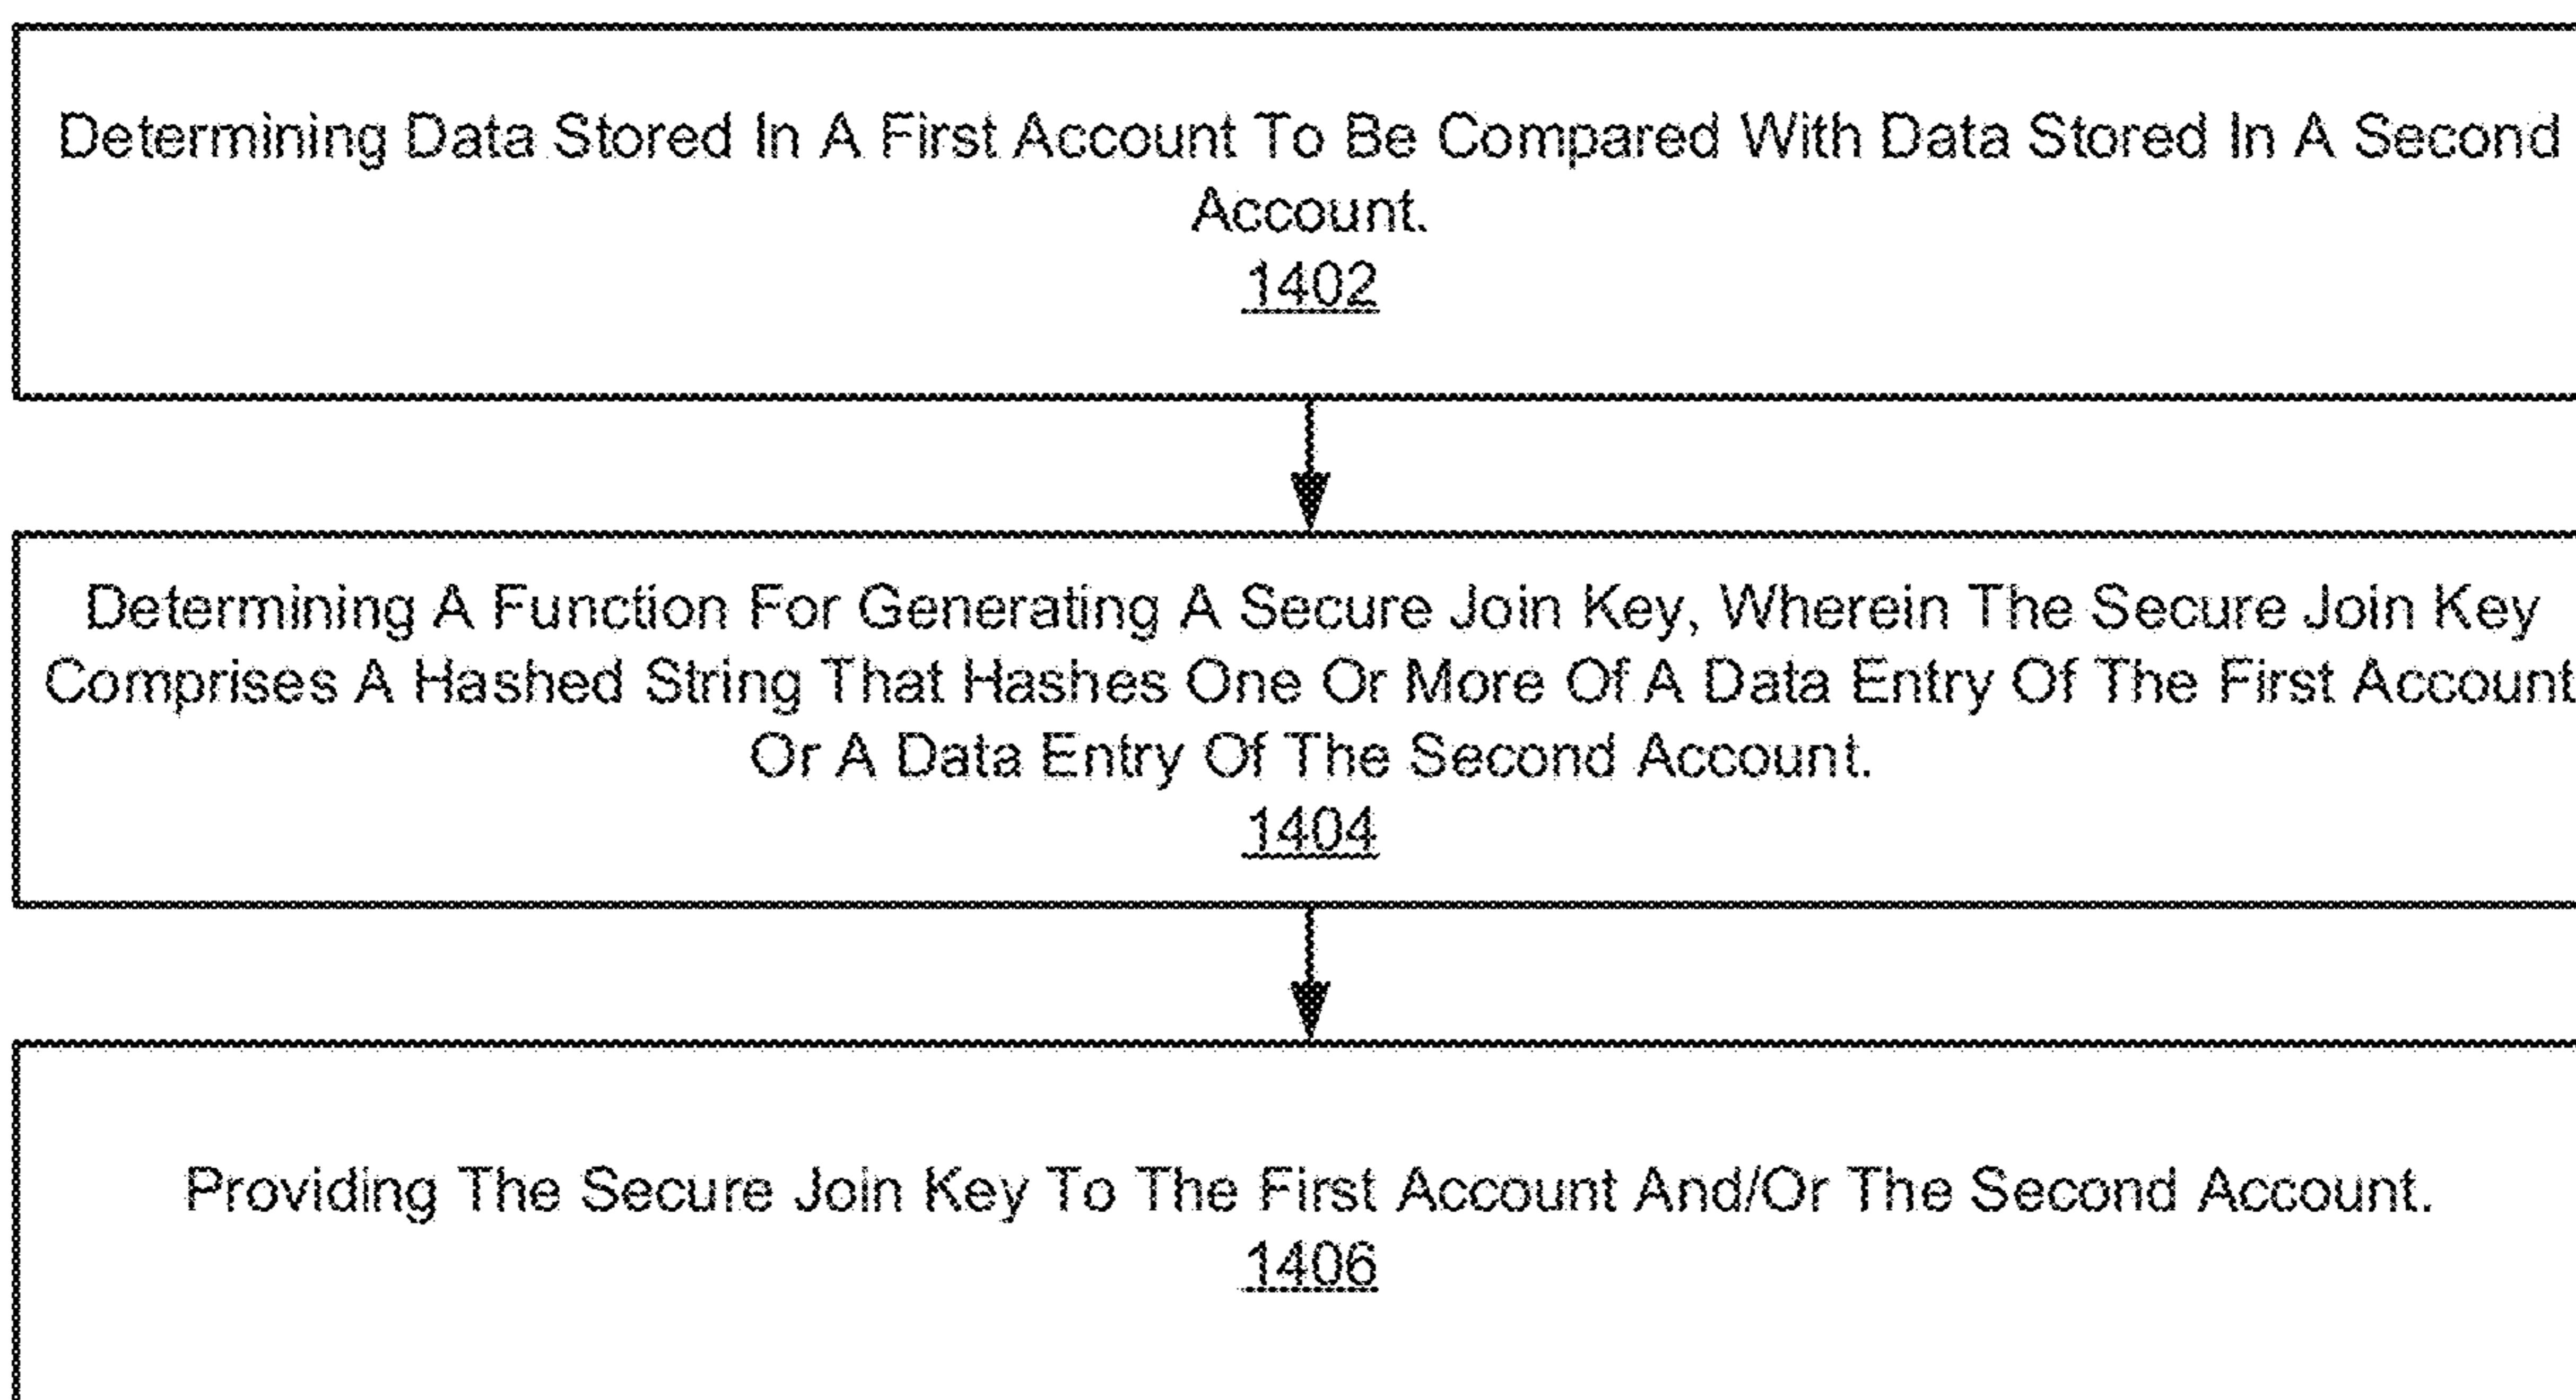 Determining Data Stored In A First Account To Be Compared With Data Stored In A Second
Account.
1402
Determining A Function For Generating A Secure Join Key, Wherein The Secure Join Key
Comprises A Hashed String That Hashes One Or More Of A Data Entry Of The First Account
Or A Data Entry Of The Second Account.
1404
Providing The Secure Join Key To The First Account And/Or The Second Account.
1406